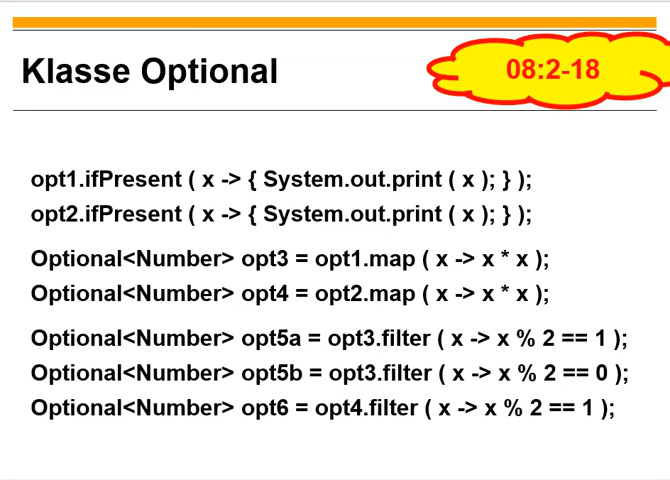 Klasse Optional
08:2-18
opt1.ifPresent ( x -> { System.out.print ( x ); } );
opt2.ifPresent ( x -> { System.out.print ( x ); } );
Optional<Number> opt3 = opt1.map ( x -> x * x );
Optional<Number> opt4 = opt2.map ( x -> x * x );
Optional<Number> opt5a = opt3.filter ( x -> x % 2 == 1 );
Optional<Number> opt5b = opt3.filter ( x -> x % 2 == 0 );
Optional<Number> opt6 = opt4.filter ( x -> x % 2 == 1 );